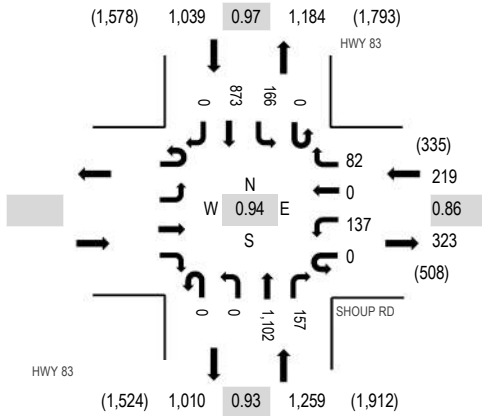 (1,578) 1,039 0.97 1,184 (1,793)
HWY 83
0 873 166 0
82
(335)
0
219
N
W 0.94 E
0.86
S
137
323
0
(508)
0 0 1,102 157
SHOUP RD
HWY 83
(1,524) 1,010 0.93 1,259 (1,912)